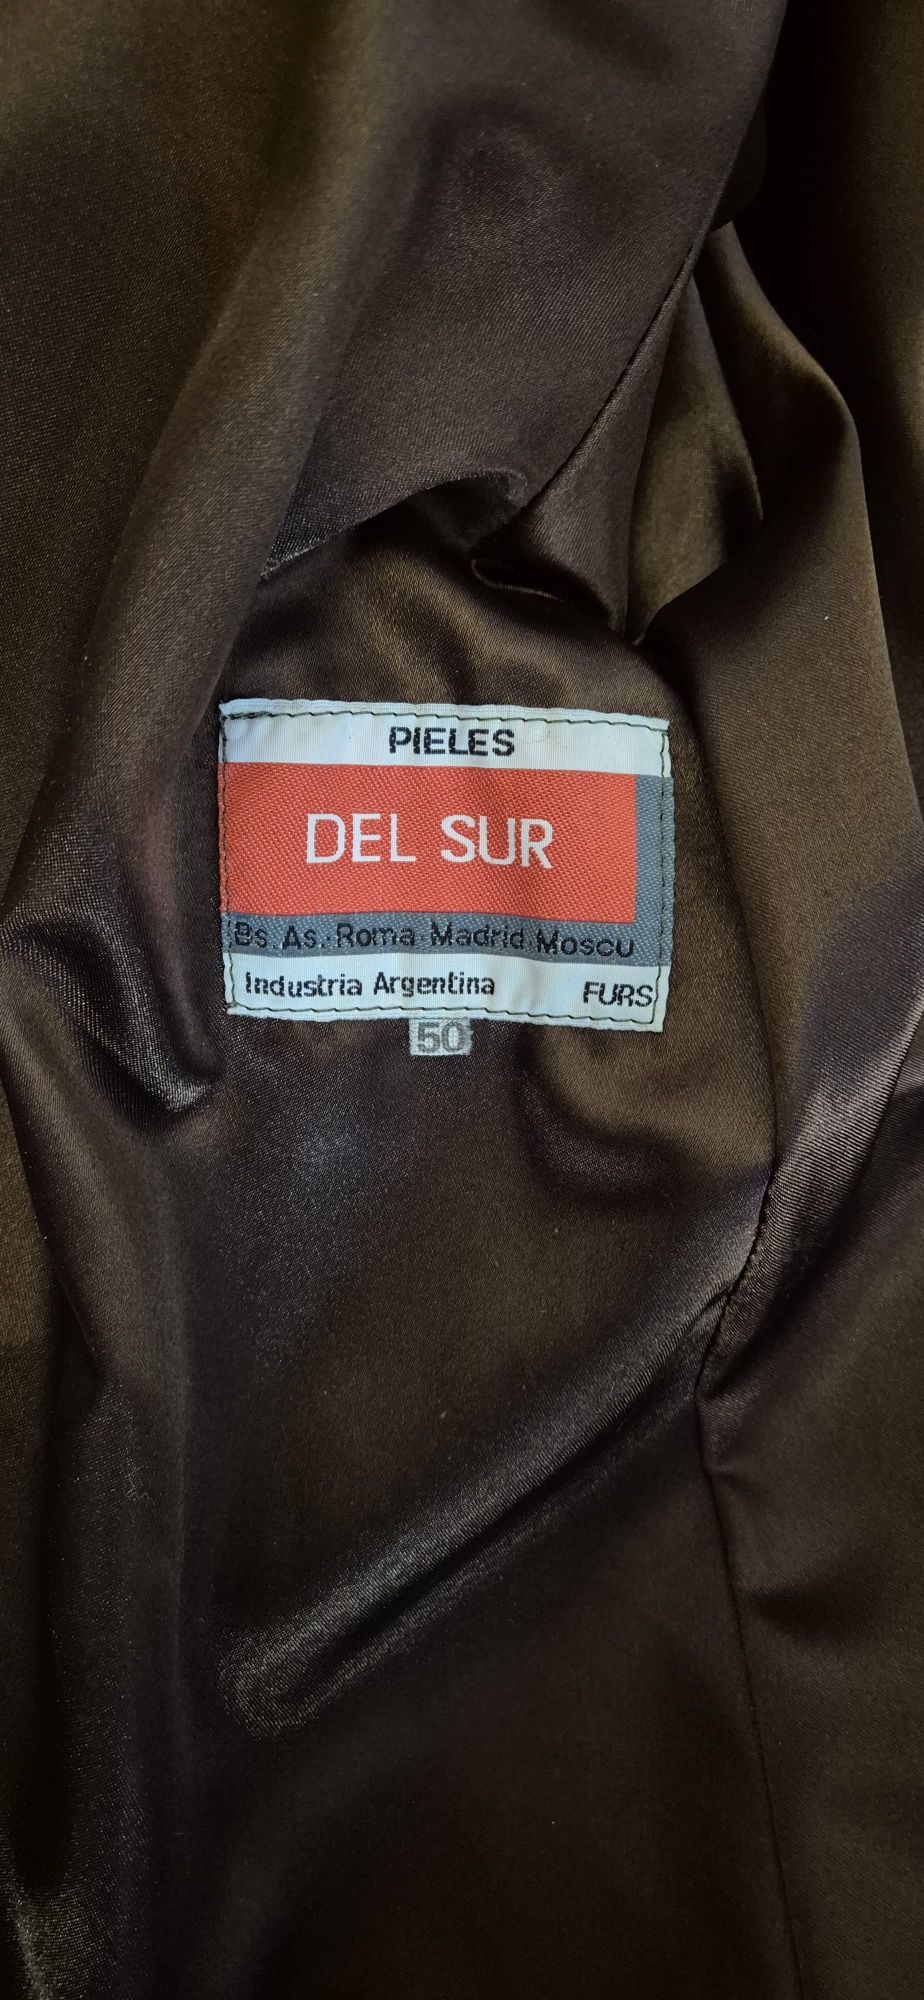 PIELES
DEL SUR
Bs. As.-Roma-Madrid Moscu
Industria Argentina FURS
50